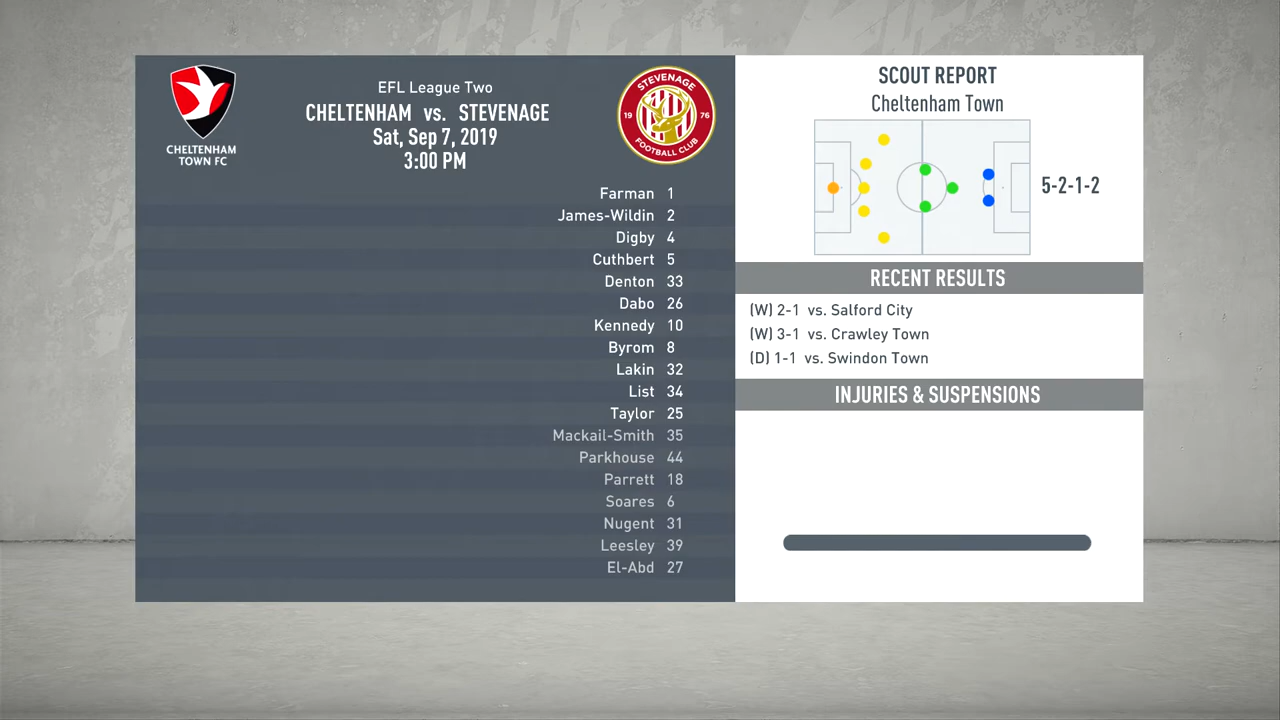 CHELTENHAM
TOWN FC
EFL League Two
CHELTENHAM vs. STEVENAGE
Sat, Sep 7, 2019
3:00 PM
STEVENAGE
19 76
FOOTBALL CLUB
Farman 1
James-Wildin 2
Digby 4
Cuthbert 5
Denton 33
Dabo 26
Kennedy 10
Byrom 8
Lakin 32
List 34
Taylor 25
Mackail-Smith 35
Parkhouse 44
Parrett 18
Soares 6
Nugent 31
Leesley 39
El-Abd 27
SCOUT REPORT
Cheltenham Town
5-2-1-2
RECENT RESULTS
(W) 2-1 vs. Salford City
(W) 3-1 vs. Crawley Town
(D) 1-1 vs. Swindon Town
INJURIES & SUSPENSIONS